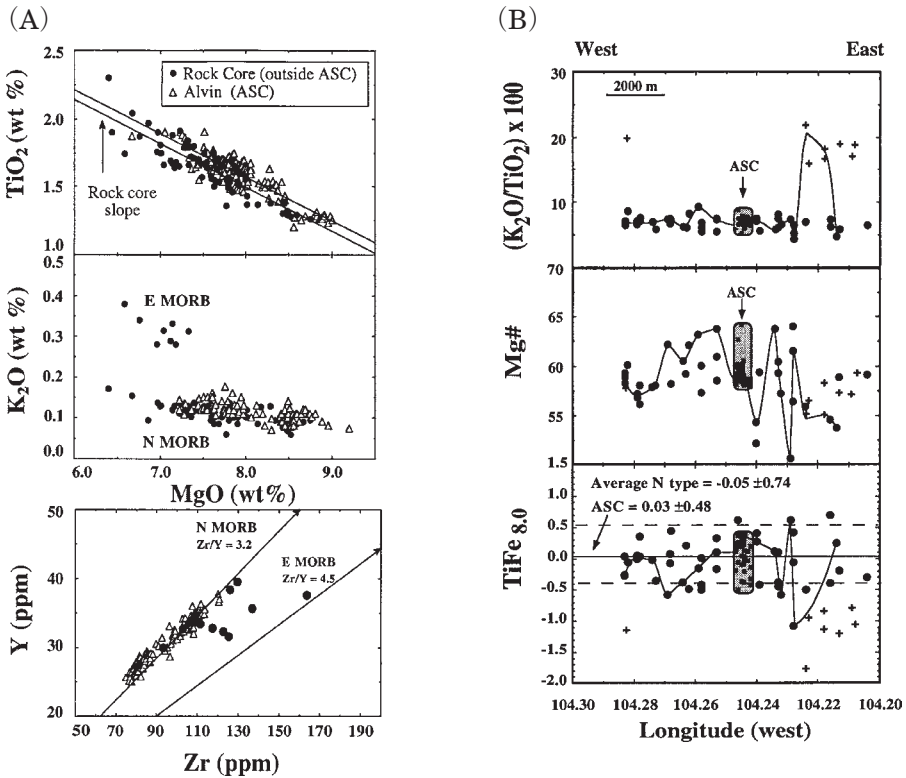 (A)
2.5
2.0
1.5
1.0
TiO2 (wt %)
Rock Core (outside ASC)
Alvin (ASC)
Rock core
slope
0.5
0.4
0.3
0.2
0.1
0.0
K2O (wt %)
E MORB
N MORB
6.0 7.0 8.0 9.0
MgO (wt%)
50
40
30
20
Y (ppm)
N MORB
Zr/Y = 3.2
E MORB
Zr/Y = 4.5
50 70 90 110 130 150 170 190
Zr (ppm)
(B)
West East
(K2O/TiO2) x 100
30
20
10
2000 m
ASC
70
65
60
55
1.5
Mg#
ASC
Average N type = -0.05 ±0.74
ASC = 0.03 ±0.48
TiFe8.0
1.0
0.5
0.0
-0.5
-1.0
-1.5
-2.0
104.30 104.28 104.26 104.24 104.22 104.20
Longitude (west)